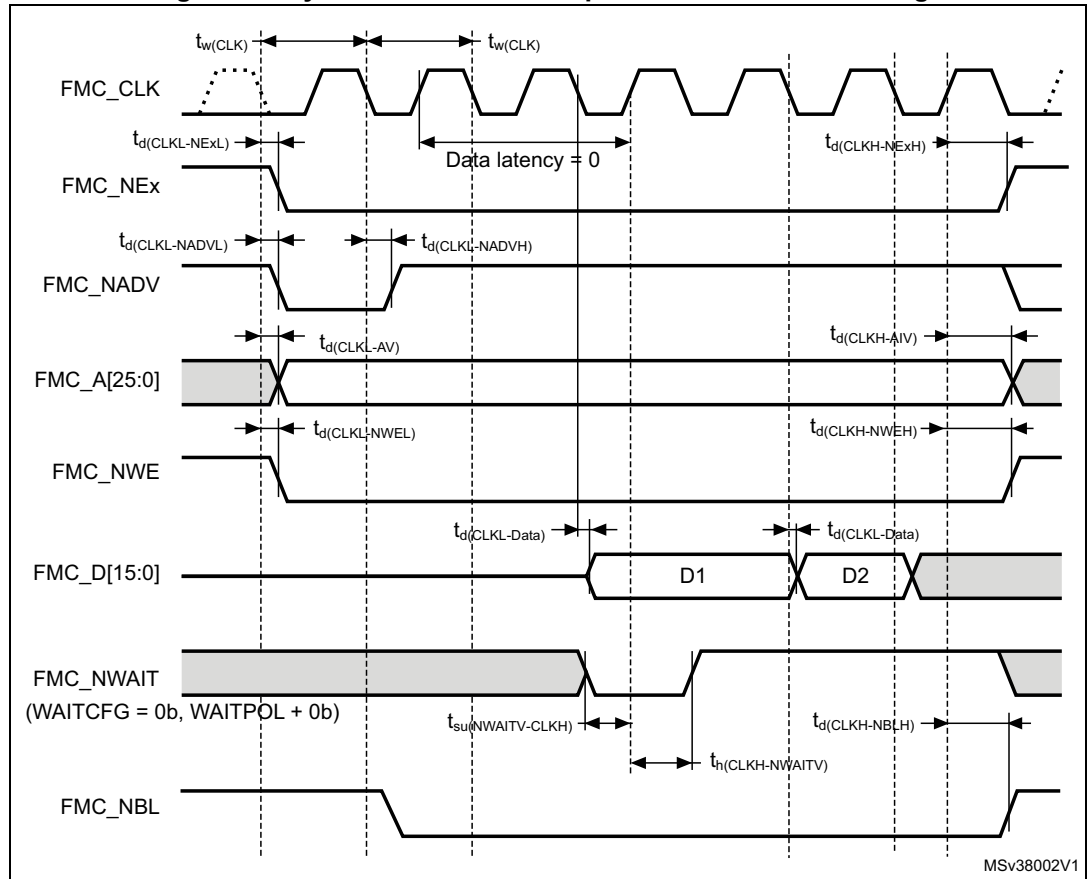 tw(CLK) tw(CLK)
FMC_CLK
td(CLKL-NExL) Data latency = 0 td(CLKH-NExH)
FMC_NEx
td(CLKL-NADVL) td(CLKL-NADVH)
FMC_NADV
td(CLKL-AV) td(CLKH-AIV)
FMC_A[25:0]
td(CLKL-NWEL) td(CLKH-NWEH)
FMC_NWE
td(CLKL-Data) td(CLKL-Data)
FMC_D[15:0] D1 D2
FMC_NWAIT
(WAITCFG = 0b, WAITPOL + 0b)
tsu(NWAITV-CLKH) td(CLKH-NBLH)
th(CLKH-NWAITV)
FMC_NBL
MSv38002V1